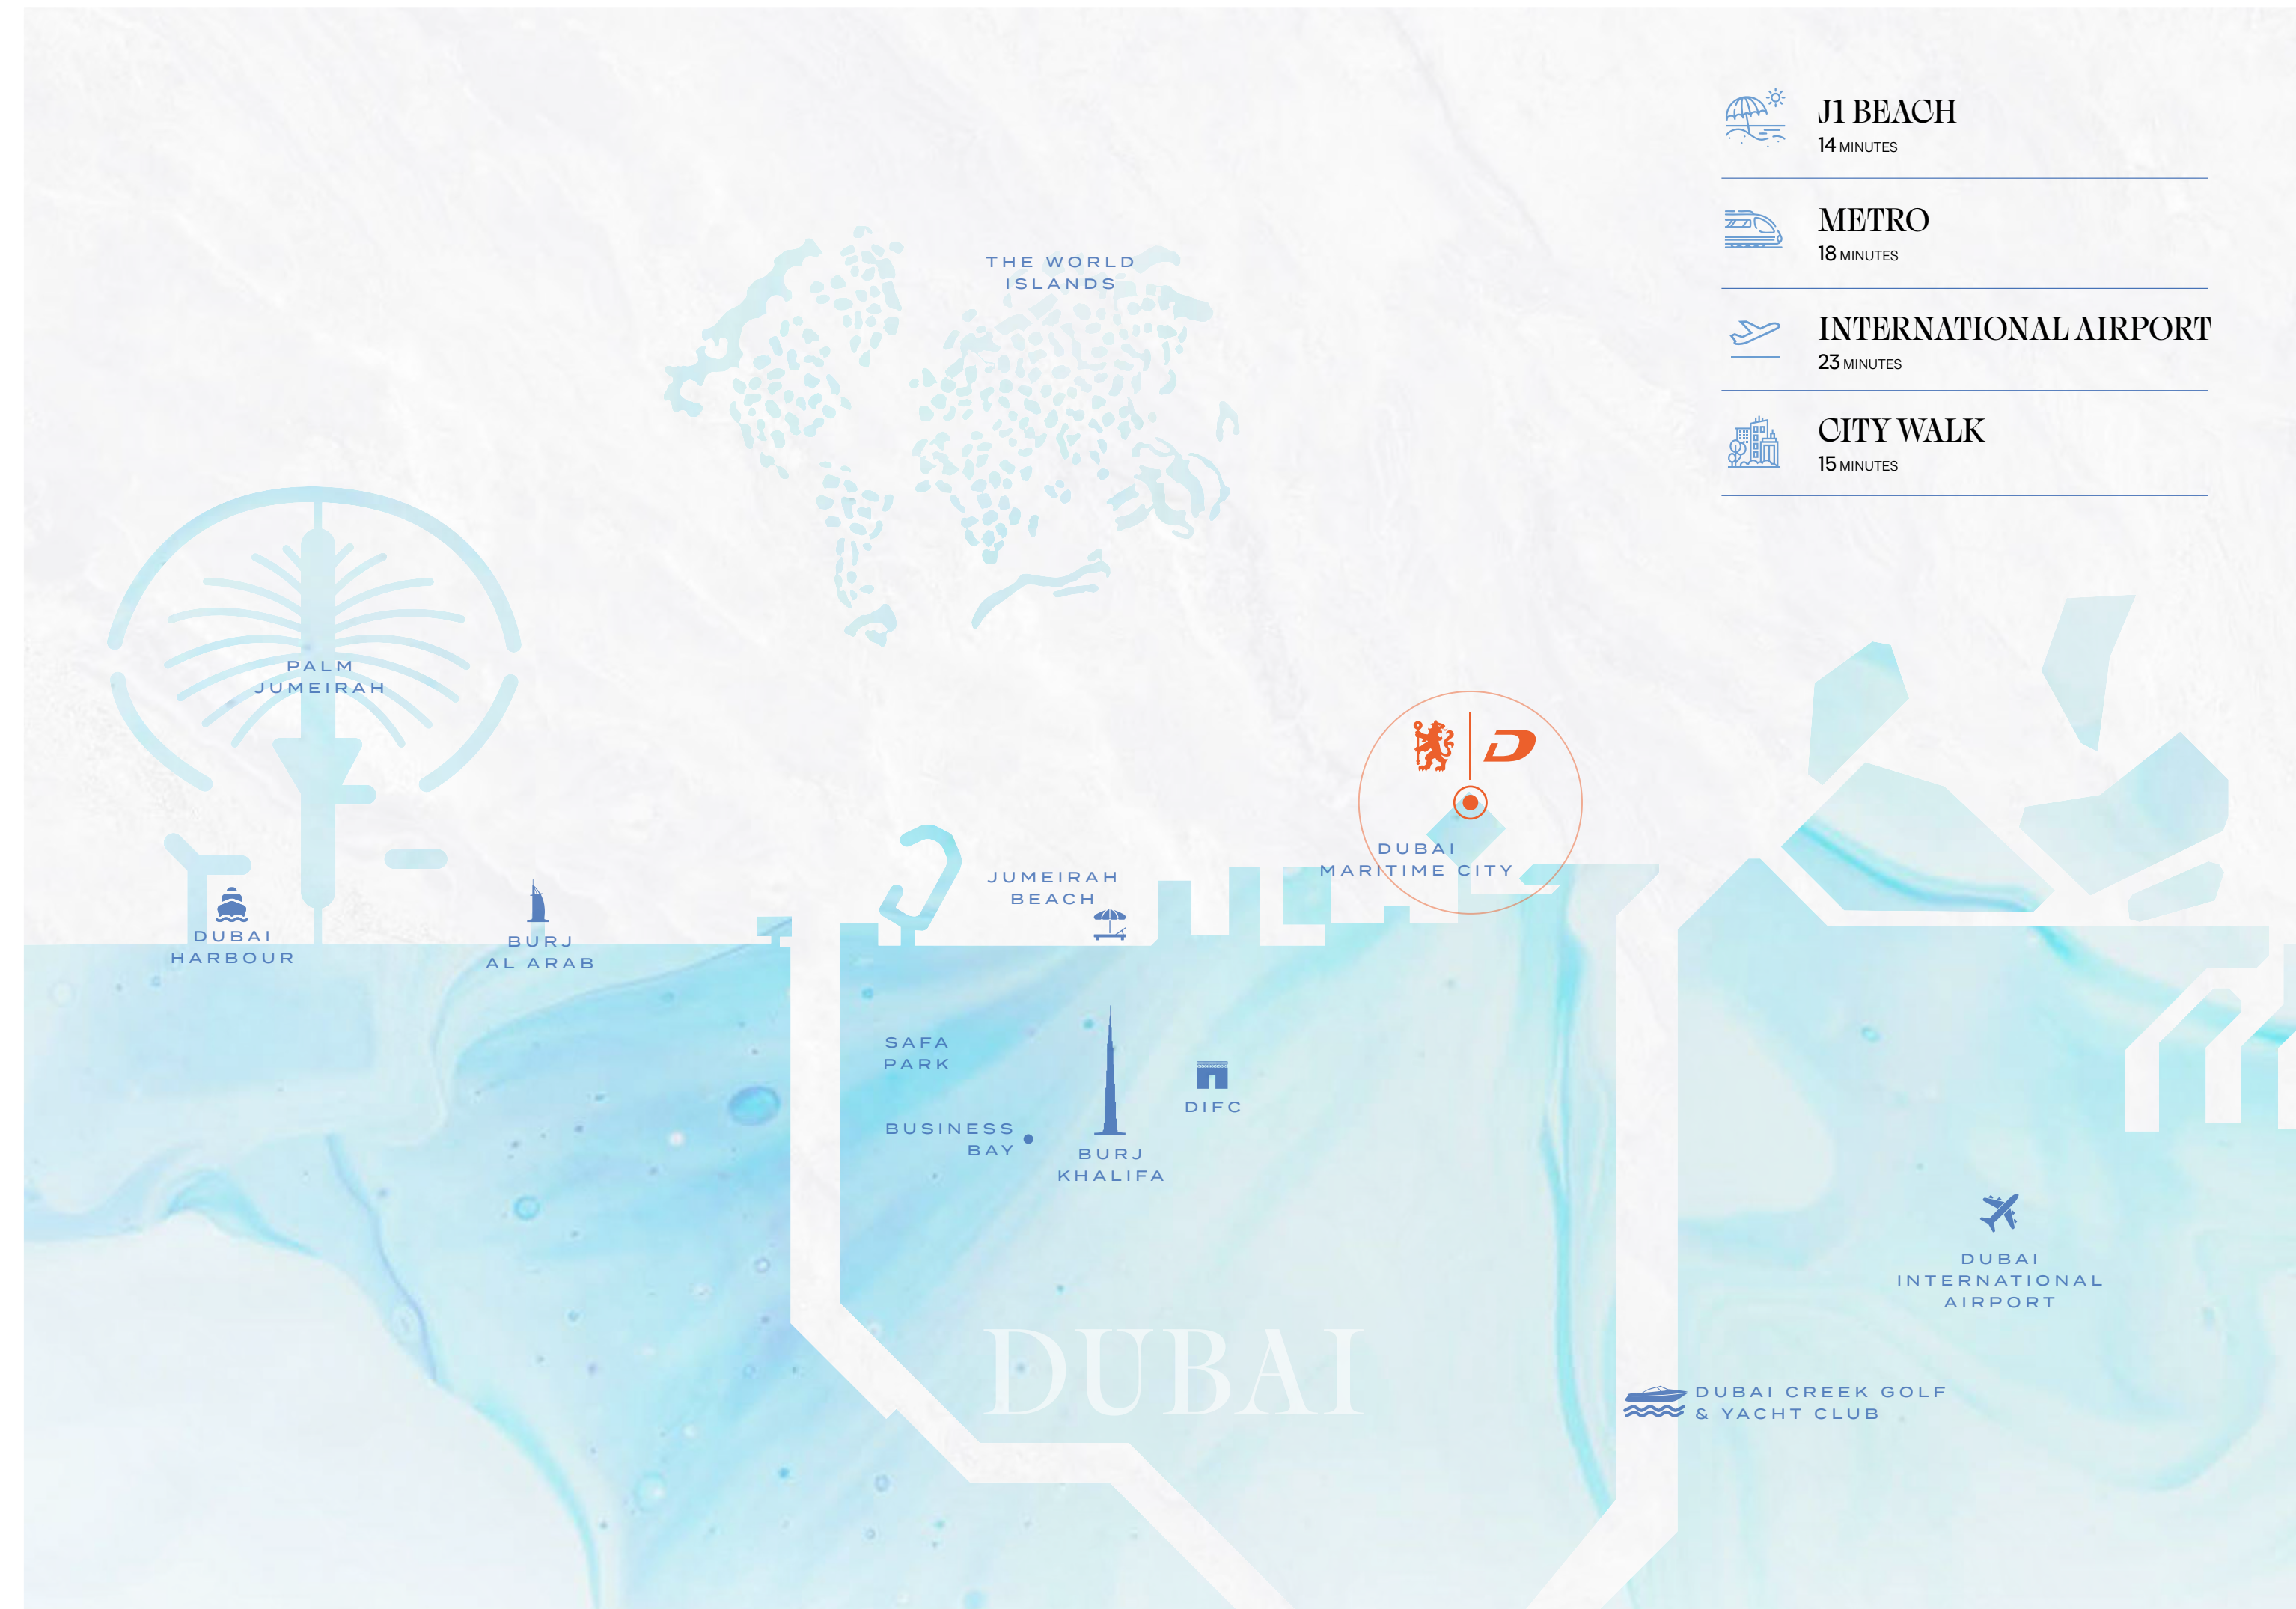 J1 BEACH
14 MINUTES
METRO
18 MINUTES
INTERNATIONAL AIRPORT
23 MINUTES
CITY WALK
15 MINUTES
THE WORLD
ISLANDS
PALM
JUMEIRAH
D
DUBAI
MARITIME CITY
JUMEIRAH
BEACH
DUBAI
HARBOUR
BURJ
AL ARAB
SAFA
PARK
DIFC
BUSINESS
BAY
BURJ
KHALIFA
DUBAI
INTERNATIONAL
AIRPORT
DUBAI
DUBAI CREEK GOLF
& YACHT CLUB